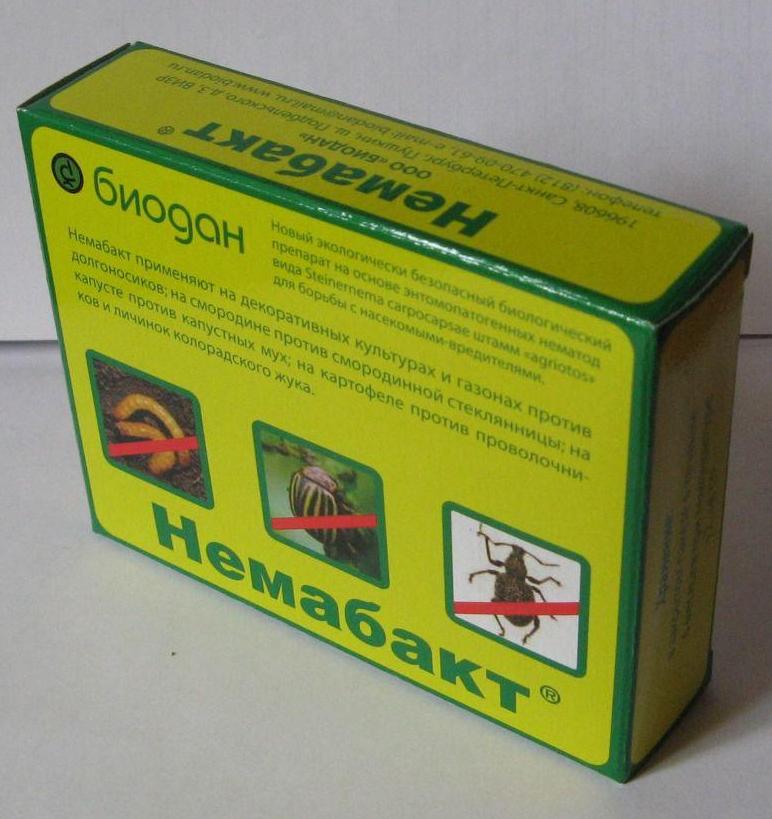 196608, Санкт-Петербург, Пушкин, ш. Подбельского, д.3, ВИЗР
телефон: (812) 470-09-61, e-mail: biodan@mail.ru, www.biodan.ru
ООО «БИОДАН»
Немабакт ®
биодан
Новый экологически безопасный биологический
препарат на основе энтомопатогенных нематод
вида Steinernema carpocapsae штамм «agriotos»
для борьбы с насекомыми-вредителями.
Немабакт применяют на декоративных культурах и газонах против
долгоносиков; на смородине против смородинной стеклянницы; на
капусте против капустных мух; на картофеле против проволочни-
ков и личинок колорадского жука.
Немабакт ®
Хранение: